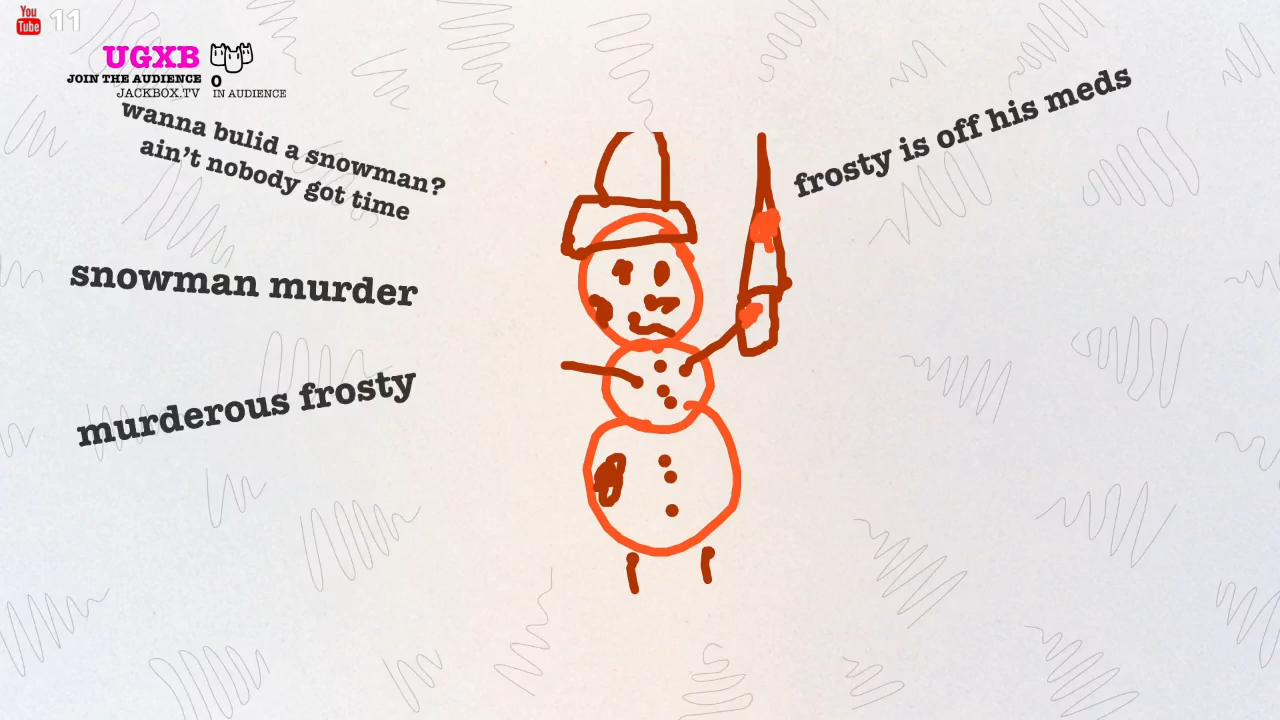 You
Tube
11
UGXB
JOIN THE AUDIENCE
JACKBOX.TV
0
IN AUDIENCE
wanna bulid a snowman?
ain't nobody got time
snowman murder
murderous frosty
frosty is off his meds